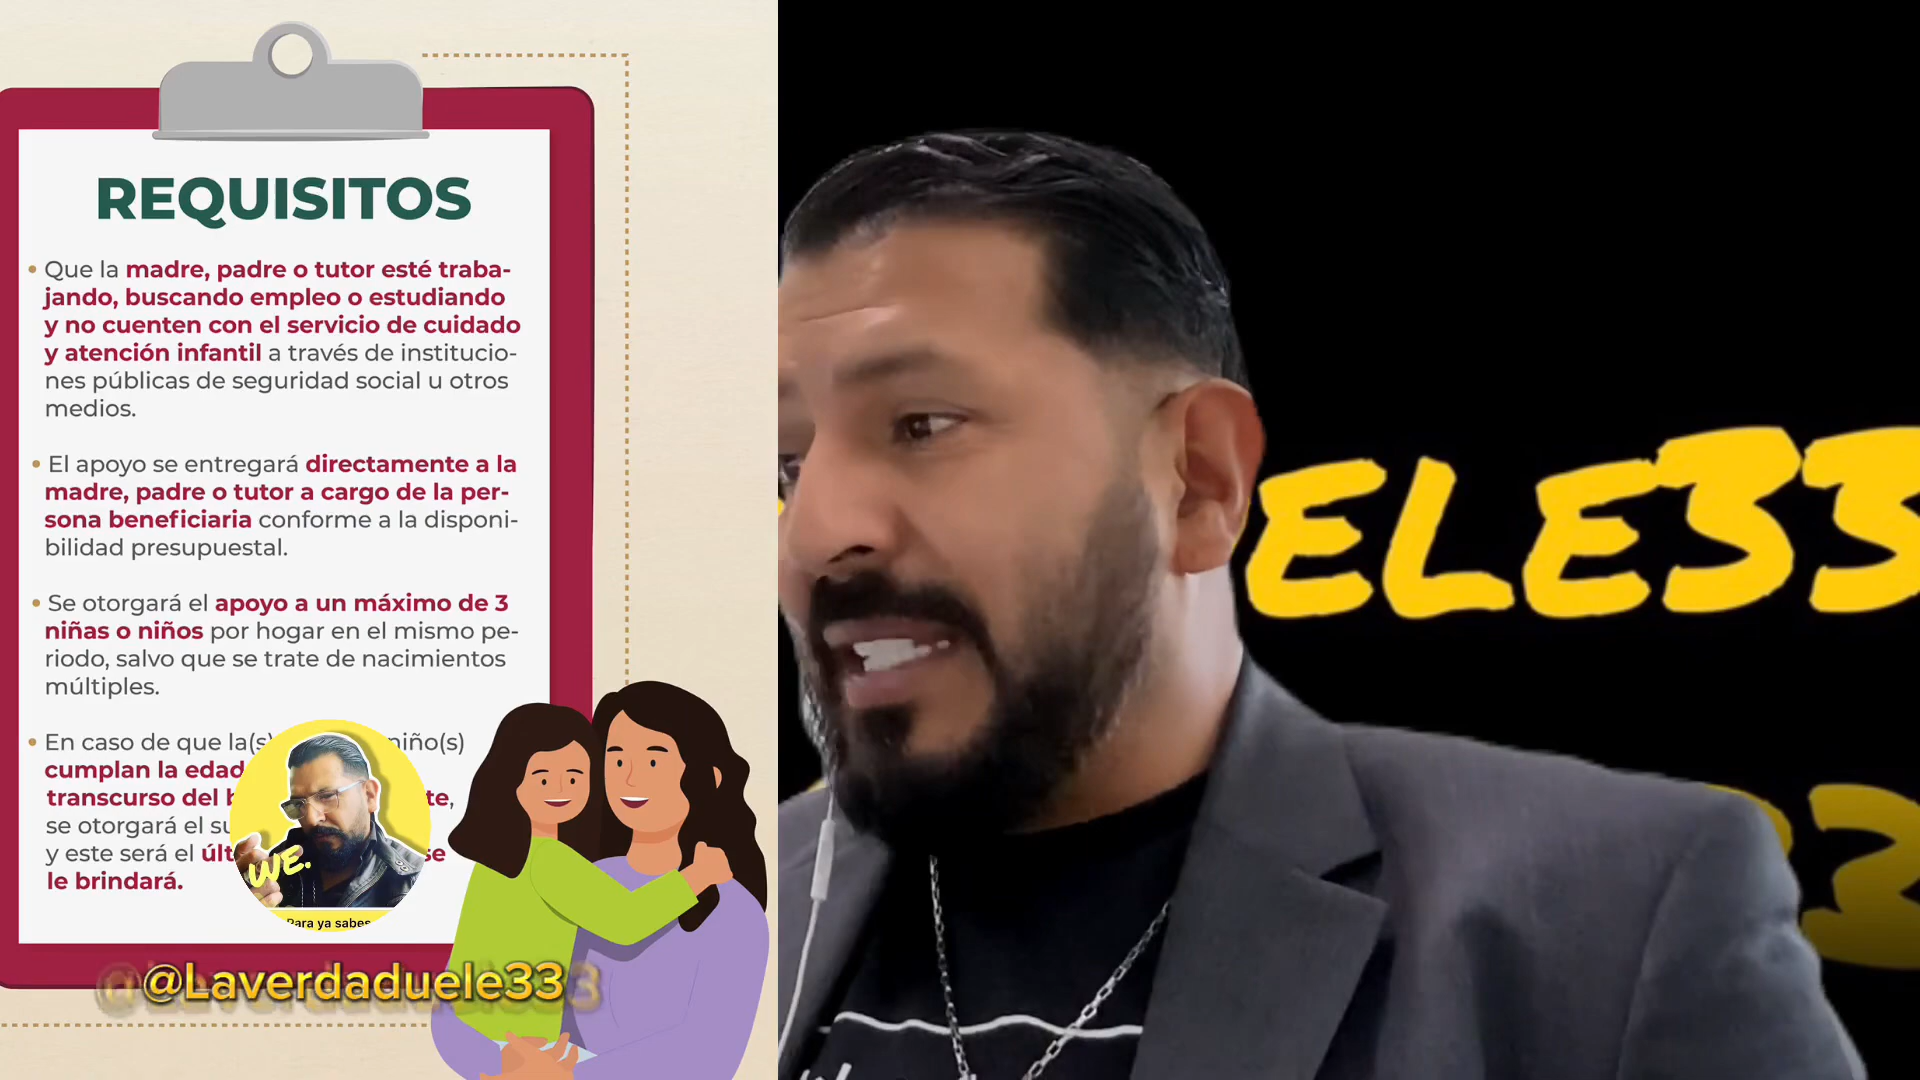 REQUISITOS
• Que la madre, padre o tutor esté traba-
jando, buscando empleo o estudiando
y no cuenten con el servicio de cuidado
y atención infantil a través de institucio-
nes públicas de seguridad social u otros
medios.
• El apoyo se entregará directamente a la
madre, padre o tutor a cargo de la per-
sona beneficiaria conforme a la disponi-
bilidad presupuestal.
• Se otorgará el apoyo a un máximo de 3
niñas o niños por hogar en el mismo pe-
riodo, salvo que se trate de nacimientos
múltiples.
• En caso de que la(s) niño(s)
cumplan la edad
transcurso del
se otorgará el
y este será el se
le brindará.
WE.
Para ya sabes
@Laverdaduele333
ELE33